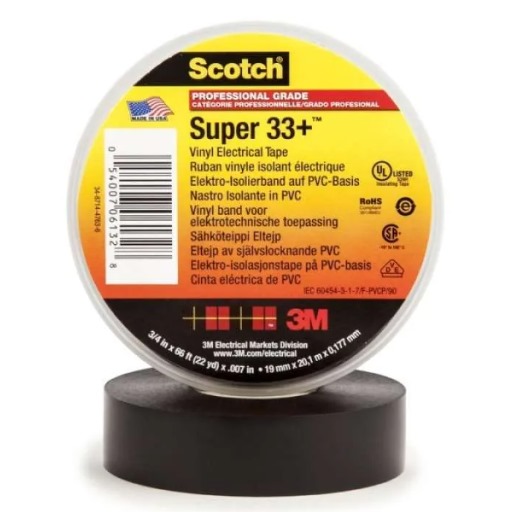 Scotch
PROFESSIONAL GRADE
CATÉGORIE PROFESSIONNELLE/GRADO PROFESIONAL
MADE IN USA
Super 33+™
Vinyl Electrical Tape
Ruban vinyle isolant électrique
Elektro-Isolierband auf PVC-Basis
Nastro Isolante in PVC
Vinyl band voor
elektrotechnische toepassing
Sähköteippi Eltejp
Eltejp av självslocknande PVC
Elektro-isolasjonstape på PVC-basis
Cinta eléctrica de PVC
IEC 60454-3-1-7/F-PVCP/90
UL LISTED
Insulating Tape
RoHS
Compliant
0 54007 06132 8
3M
3M Electrical Markets Division
www.3M.com/electrical
3/4 in x 66 ft (22 yd) x .007 in • 19 mm x 20,1 m x 0,177 mm